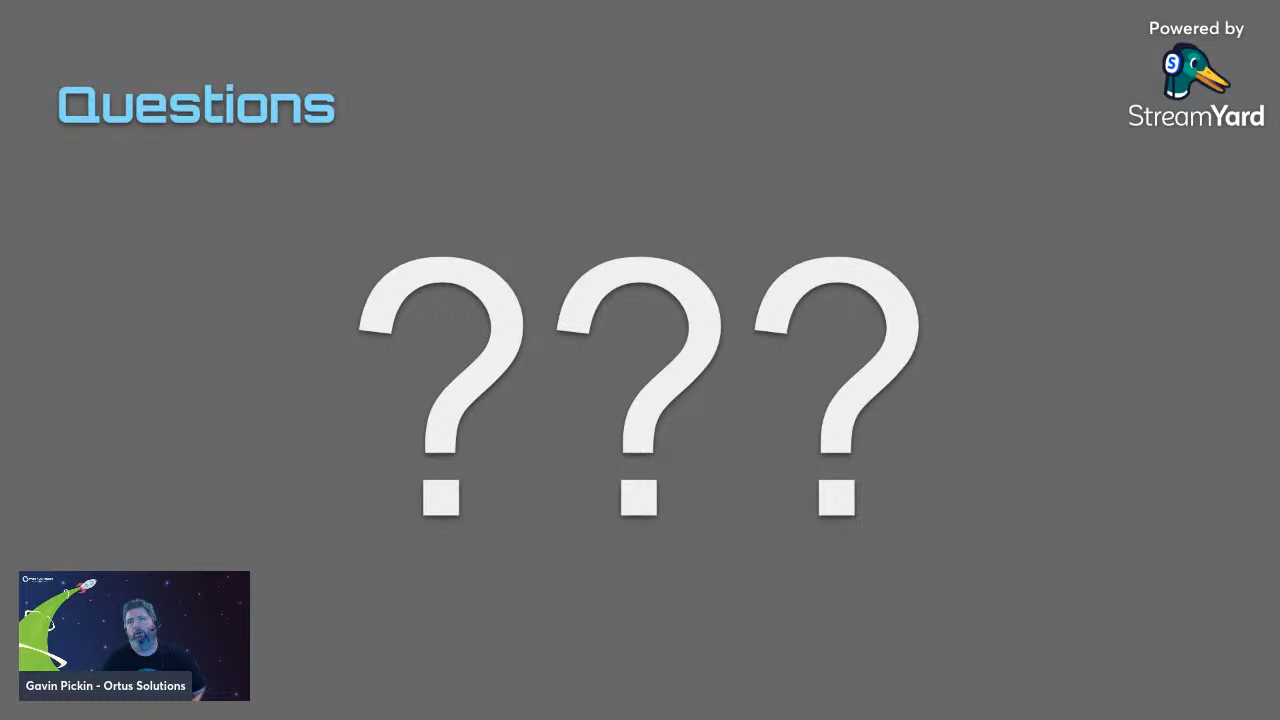 Powered by
StreamYard
Questions
???
Gavin Pickin - Ortus Solutions